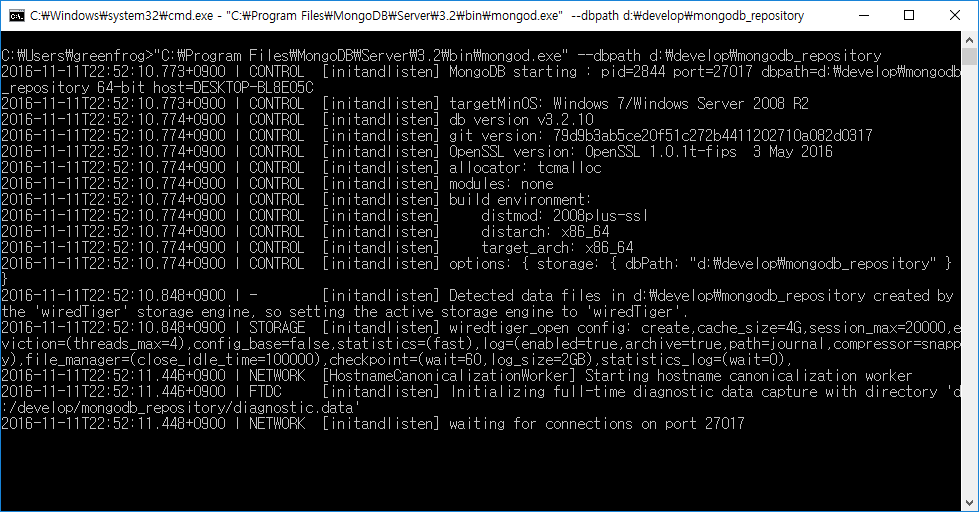 C:₩Windows₩system32₩cmd.exe - "C:₩Program Files₩MongoDB₩Server₩3.2₩bin₩mongod.exe"  --dbpath d:₩develop₩mongodb_repository
C:₩Users₩greenfrog>"C:₩Program Files₩MongoDB₩Server₩3.2₩bin₩mongod.exe" --dbpath d:₩develop₩mongodb_repository
2016-11-11T22:52:10.773+0900 I CONTROL  [initandlisten] MongoDB starting : pid=2844 port=27017 dbpath=d:₩develop₩mongodb
_repository 64-bit host=DESKTOP-BL8EO5C
2016-11-11T22:52:10.773+0900 I CONTROL  [initandlisten] targetMinOS: Windows 7/Windows Server 2008 R2
2016-11-11T22:52:10.774+0900 I CONTROL  [initandlisten] db version v3.2.10
2016-11-11T22:52:10.774+0900 I CONTROL  [initandlisten] git version: 79d9b3ab5ce20f51c272b4411202710a082d0317
2016-11-11T22:52:10.774+0900 I CONTROL  [initandlisten] OpenSSL version: OpenSSL 1.0.1t-fips  3 May 2016
2016-11-11T22:52:10.774+0900 I CONTROL  [initandlisten] allocator: tcmalloc
2016-11-11T22:52:10.774+0900 I CONTROL  [initandlisten] modules: none
2016-11-11T22:52:10.774+0900 I CONTROL  [initandlisten] build environment:
2016-11-11T22:52:10.774+0900 I CONTROL  [initandlisten]     distmod: 2008plus-ssl
2016-11-11T22:52:10.774+0900 I CONTROL  [initandlisten]     distarch: x86_64
2016-11-11T22:52:10.774+0900 I CONTROL  [initandlisten]     target_arch: x86_64
2016-11-11T22:52:10.774+0900 I CONTROL  [initandlisten] options: { storage: { dbPath: "d:₩develop₩mongodb_repository" }
}
2016-11-11T22:52:10.848+0900 I -        [initandlisten] Detected data files in d:₩develop₩mongodb_repository created by
the 'wiredTiger' storage engine, so setting the active storage engine to 'wiredTiger'.
2016-11-11T22:52:10.848+0900 I STORAGE  [initandlisten] wiredtiger_open config: create,cache_size=4G,session_max=20000,e
viction=(threads_max=4),config_base=false,statistics=(fast),log=(enabled=true,archive=true,path=journal,compressor=snapp
y),file_manager=(close_idle_time=100000),checkpoint=(wait=60,log_size=2GB),statistics_log=(wait=0),
2016-11-11T22:52:11.446+0900 I NETWORK  [HostnameCanonicalizationWorker] Starting hostname canonicalization worker
2016-11-11T22:52:11.446+0900 I FTDC     [initandlisten] Initializing full-time diagnostic data capture with directory 'd
:/develop/mongodb_repository/diagnostic.data'
2016-11-11T22:52:11.448+0900 I NETWORK  [initandlisten] waiting for connections on port 27017